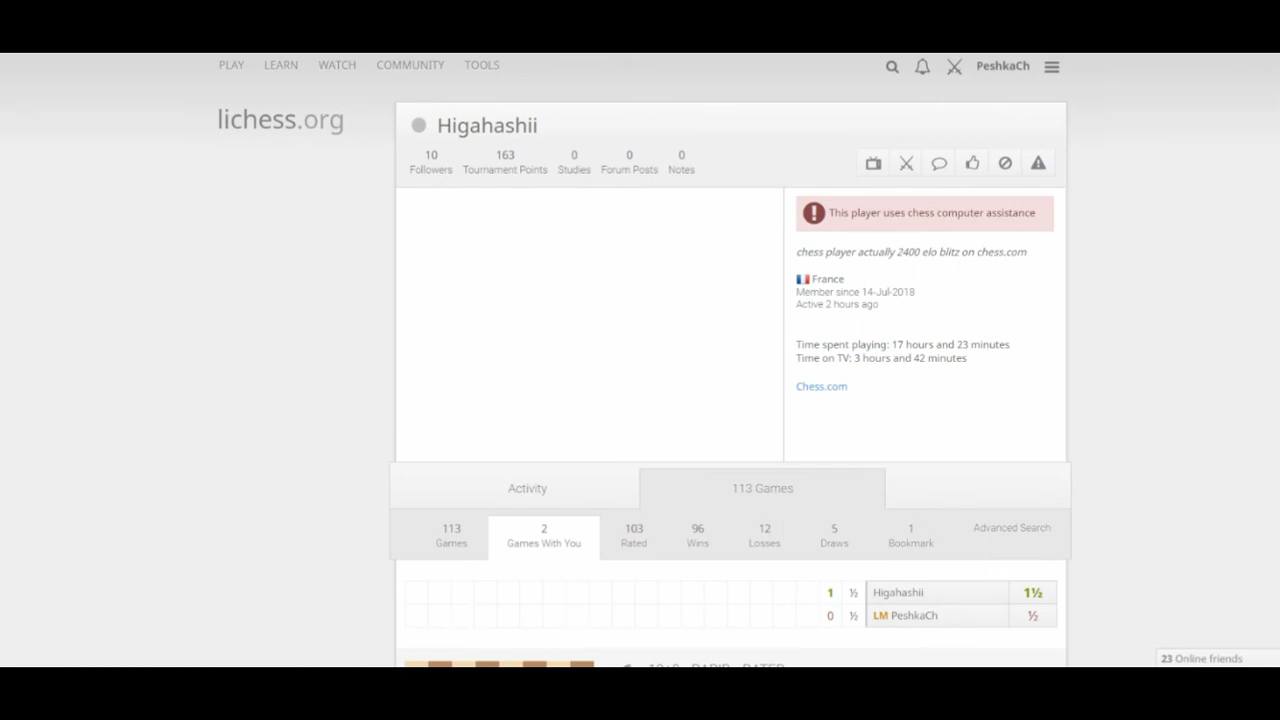 PLAY LEARN WATCH COMMUNITY TOOLS PeshkaCh
lichess.org
Higahashii
10 163 0 0 0
Followers Tournament Points Studies Forum Posts Notes
This player uses chess computer assistance
chess player actually 2400 elo blitz on chess.com
France
Member since 14-Jul-2018
Active 2 hours ago
Time spent playing: 17 hours and 23 minutes
Time on TV: 3 hours and 42 minutes
Chess.com
Activity 113 Games
113 2 103 96 12 5 1 Advanced Search
Games Games With You Rated Wins Losses Draws Bookmark
1 ½ Higahashii 1½
0 ½ LM PeshkaCh ½
23 Online friends